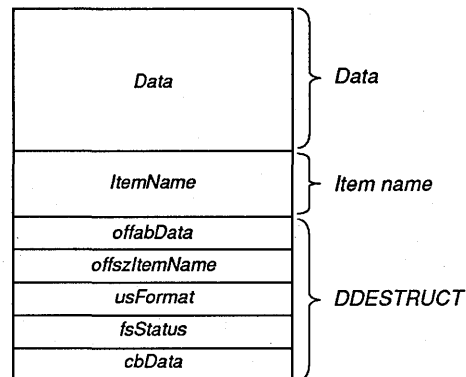 Data
Data
ItemName
Item name
offabData
offszItemName
usFormat
DDESTRUCT
fsStatus
cbData